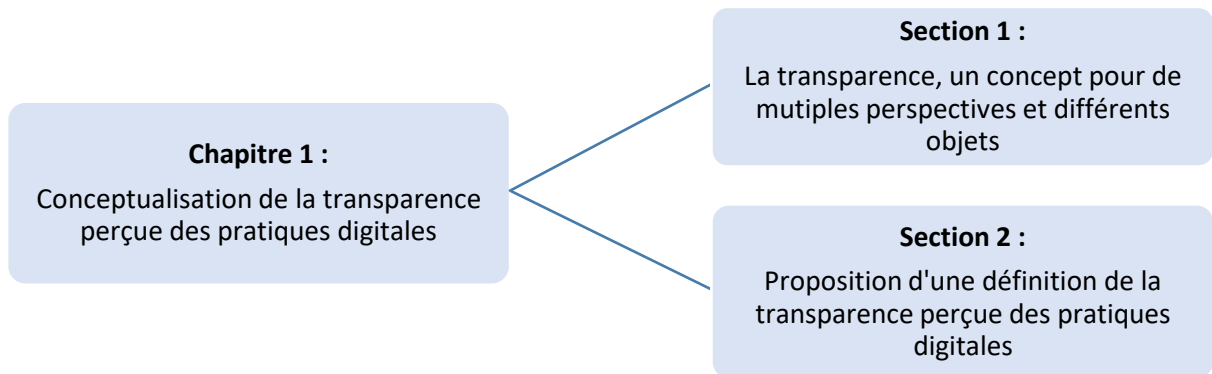 Chapitre 1 :
Conceptualisation de la transparence
perçue des pratiques digitales
Section 1 :
La transparence, un concept pour de
mutiples perspectives et différents
objets
Section 2 :
Proposition d'une définition de la
transparence perçue des pratiques
digitales